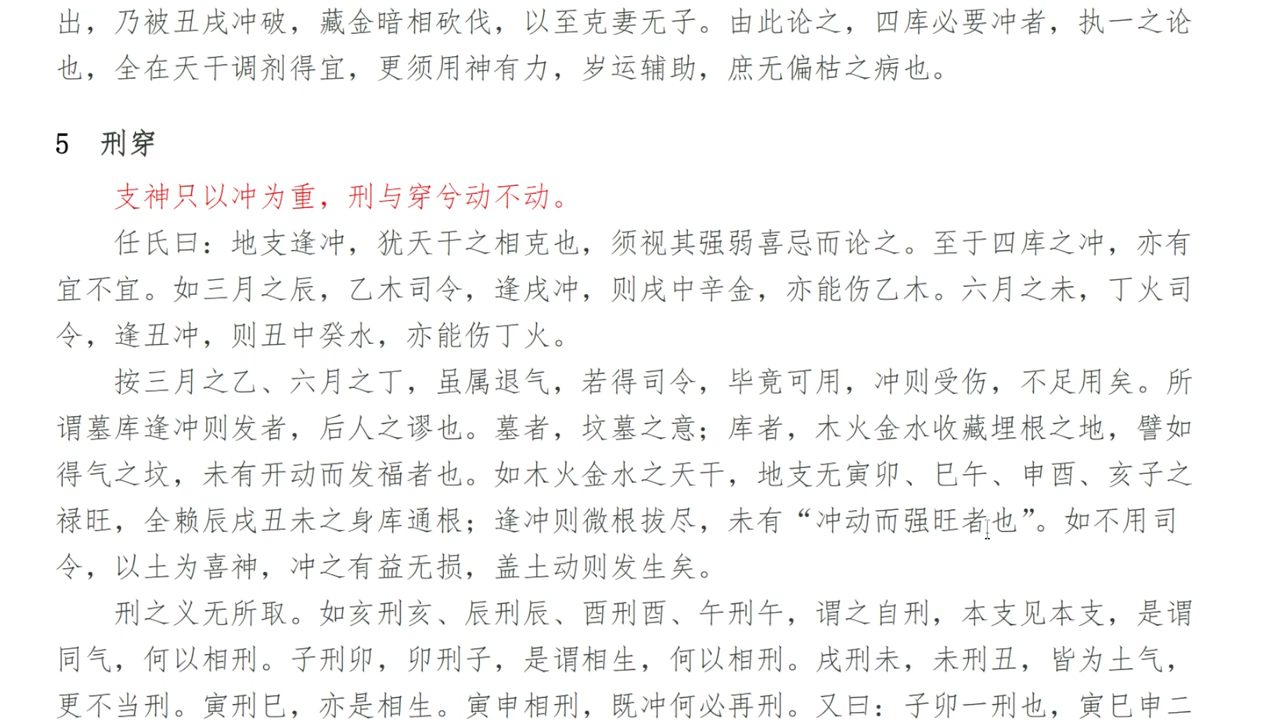 出，乃被丑戌冲破，藏金暗相砍伐，以至克妻无子。由此论之，四库必要冲者，执一之论
也，全在天干调剂得宜，更须用神有力，岁运辅助，庶无偏枯之病也。
5 刑穿
支神只以冲为重，刑与穿兮动不动。
任氏曰：地支逢冲，犹天干之相克也，须视其强弱喜忌而论之。至于四库之冲，亦有
宜不宜。如三月之辰，乙木司令，逢戌冲，则戌中辛金，亦能伤乙木。六月之未，丁火司
令，逢丑冲，则丑中癸水，亦能伤丁火。
按三月之乙、六月之丁，虽属退气，若得司令，毕竟可用，冲则受伤，不足用矣。所
谓墓库逢冲则发者，后人之谬也。墓者，坟墓之意；库者，木火金水收藏埋根之地，譬如
得气之坟，未有开动而发福者也。如木火金水之天干，地支无寅卯、巳午、申酉、亥子之
禄旺，全赖辰戌丑未之身库通根；逢冲则微根拔尽，未有“冲动而强旺者也”。如不用司
令，以土为喜神，冲之有益无损，盖土动则发生矣。
刑之义无所取。如亥刑亥、辰刑辰、酉刑酉、午刑午，谓之自刑，本支见本支，是谓
同气，何以相刑。子刑卯，卯刑子，是谓相生，何以相刑。戌刑未，未刑丑，皆为土气，
更不当刑。寅刑巳，亦是相生。寅申相刑，既冲何必再刑。又曰：子卯一刑也，寅巳申二